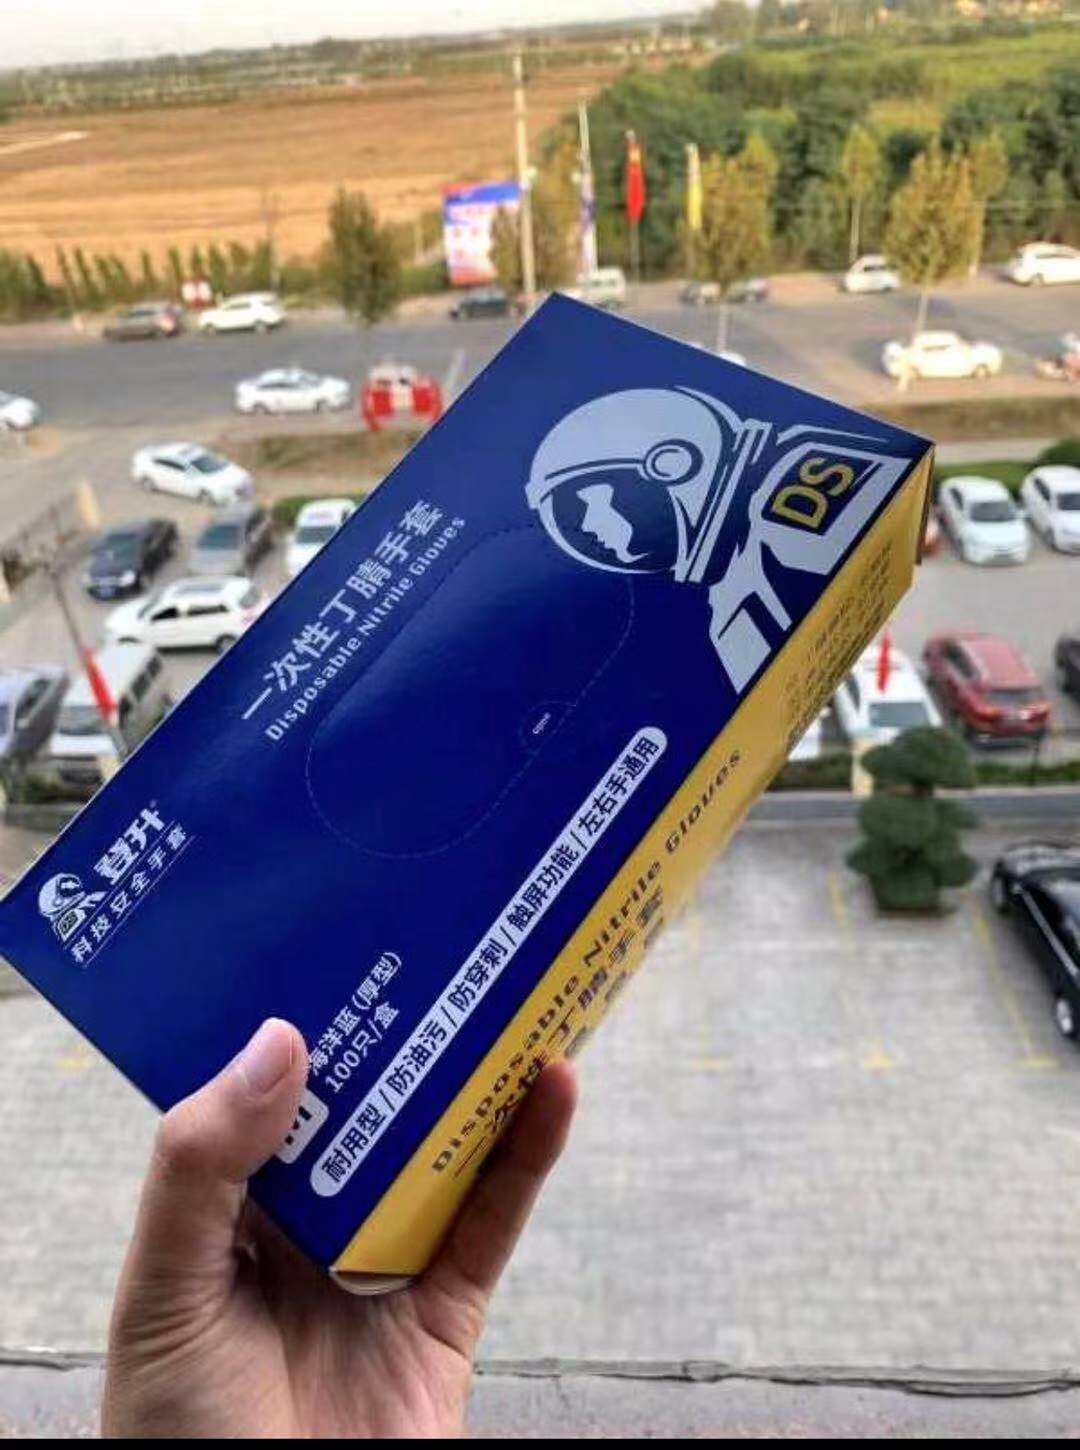 DS
一次性丁腈手套
Disposable Nitrile Gloves
open
登升®
科技安全手套
DS
海洋蓝(厚型)
100只/盒
M
耐用型/防油污/防穿刺/触屏功能/左右手通用
Disposable Nitrile Gloves
一次性丁腈手套